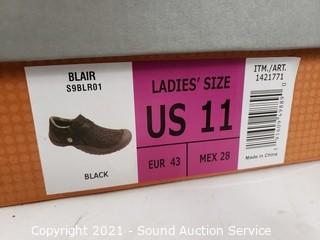 BLAIR
S9BLR01
BLACK
LADIES' SIZE
US 11
EUR 43
MEX 28
ITM./ART.
1421771
Made in China
Copyright 2021 - Sound Auction Service